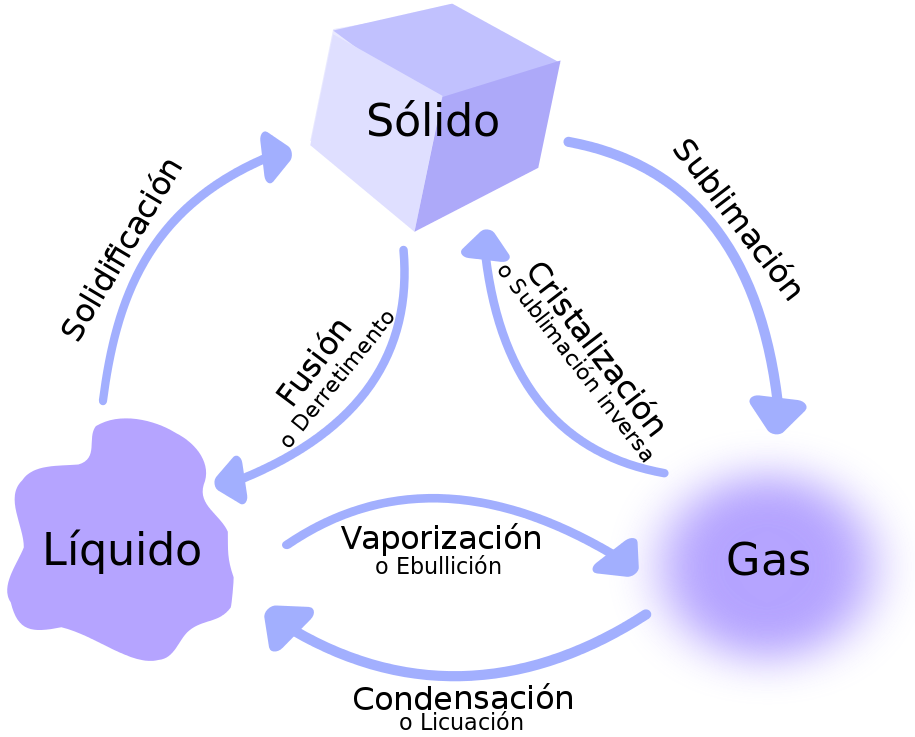 Sólido
Solidificación
Sublimación
Fusión
o Derretimento
Cristalización
o Sublimación inversa
Líquido
Vaporización
o Ebullición
Gas
Condensación
o Licuación